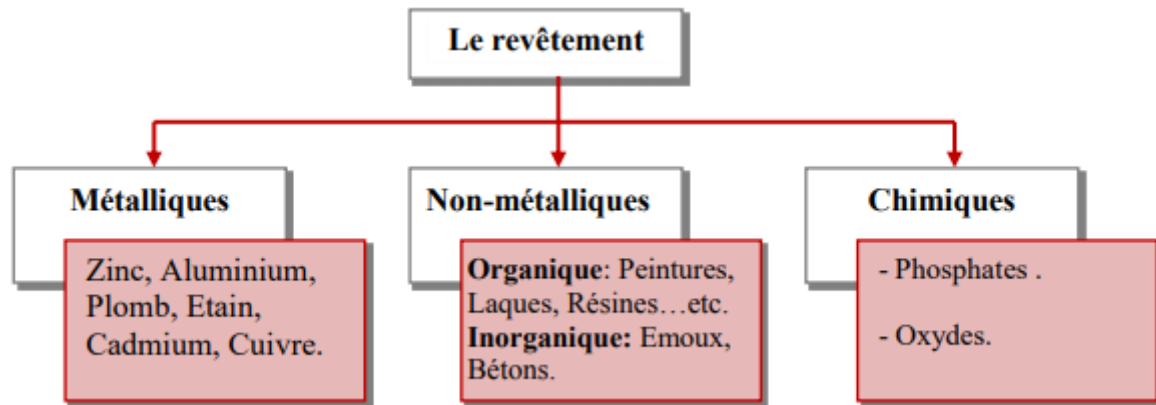 Le revêtement
Métalliques
Zinc, Aluminium,
Plomb, Etain,
Cadmium, Cuivre.
Non-métalliques
Organique: Peintures,
Laques, Résines…etc.
Inorganique: Emoux,
Bétons.
Chimiques
- Phosphates .
- Oxydes.